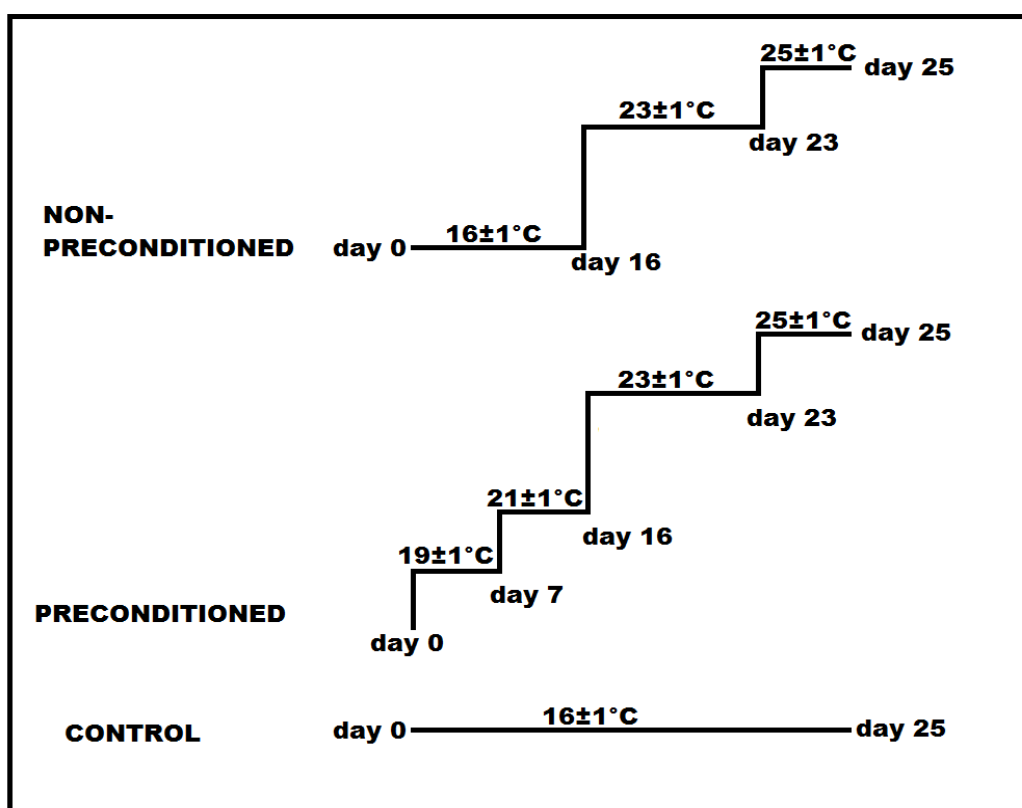 25±1°C
day 25
23±1°C
day 23
NON-
PRECONDITIONED
day 0
16±1°C
day 16
25±1°C
day 25
23±1°C
day 23
21±1°C
day 16
19±1°C
day 7
PRECONDITIONED
day 0
CONTROL
day 0
16±1°C
day 25